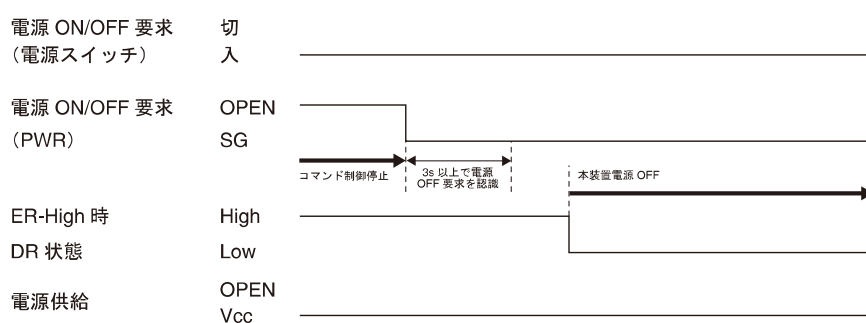 電源 ON/OFF 要求 切
（電源スイッチ） 入
電源 ON/OFF 要求 OPEN
（PWR） SG
コマンド制御停止
3s 以上で電源
OFF 要求を認識
本装置電源 OFF
ER-High 時 High
DR 状態 Low
電源供給 OPEN
Vcc